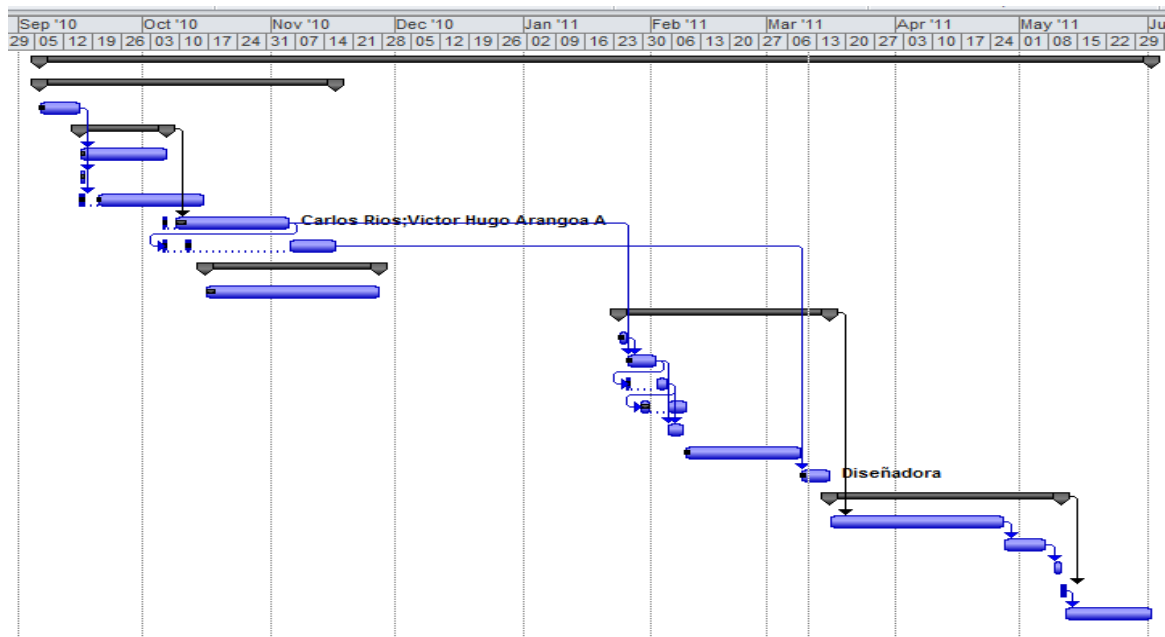 Sep '10 Oct '10 Nov '10 Dec '10 Jan '11 Feb '11 Mar '11 Apr '11 May '11 Ju
29 05 12 19 26 03 10 17 24 31 07 14 21 28 05 12 19 26 02 09 16 23 30 06 13 20 27 06 13 20 27 03 10 17 24 01 08 15 22 29
Carlos Rios;Victor Hugo Arangoa A
Diseñadora